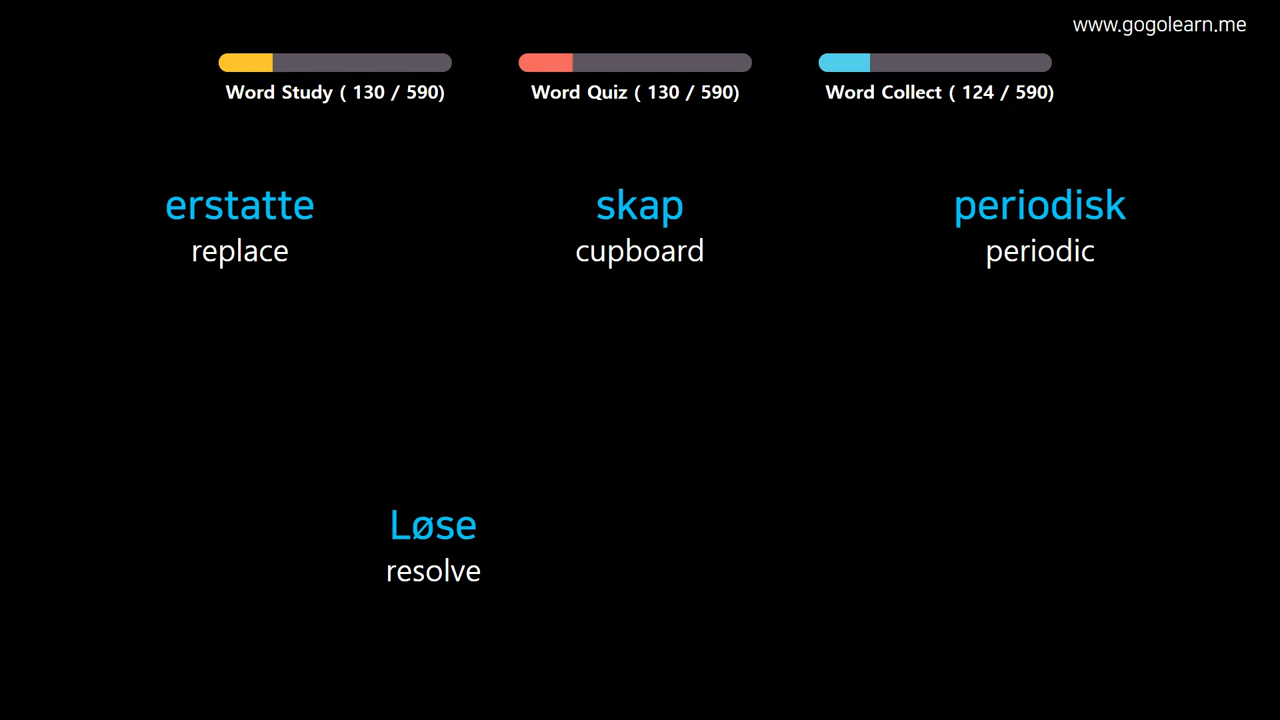 www.gogolearn.me
Word Study ( 130 / 590)
Word Quiz ( 130 / 590)
Word Collect ( 124 / 590)
erstatte
replace
skap
cupboard
periodisk
periodic
Løse
resolve